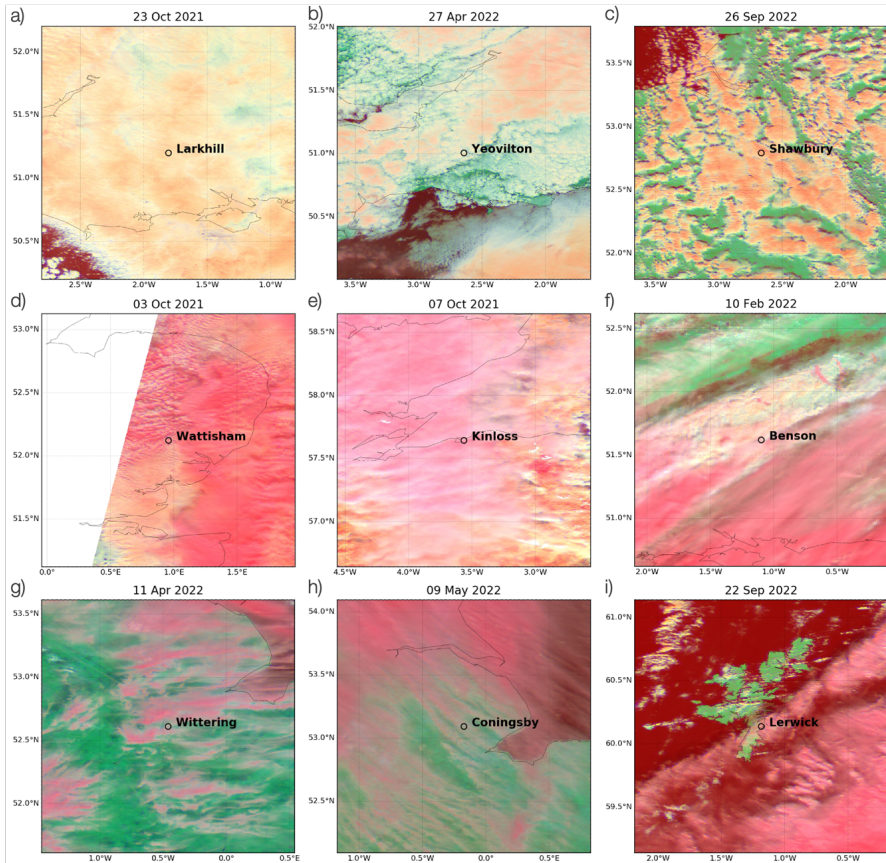 a) 23 Oct 2021
52.0°N
51.5°N
51.0°N
50.5°N
Larkhill
2.5°W 2.0°W 1.5°W 1.0°W
b) 27 Apr 2022
52.0°N
51.5°N
51.0°N
50.5°N
Yeovilton
3.5°W 3.0°W 2.5°W 2.0°W
c) 26 Sep 2022
53.5°N
53.0°N
52.5°N
52.0°N
Shawbury
3.5°W 3.0°W 2.5°W 2.0°W
d) 03 Oct 2021
53.0°N
52.5°N
52.0°N
51.5°N
Wattisham
0.0° 0.5°E 1.0°E 1.5°E
e) 07 Oct 2021
58.5°N
58.0°N
57.5°N
57.0°N
Kinloss
4.5°W 4.0°W 3.5°W 3.0°W
f) 10 Feb 2022
52.5°N
52.0°N
51.5°N
51.0°N
Benson
2.0°W 1.5°W 1.0°W 0.5°W
g) 11 Apr 2022
53.5°N
53.0°N
52.5°N
52.0°N
Wittering
1.0°W 0.5°W 0.0° 0.5°E
h) 09 May 2022
54.0°N
53.5°N
53.0°N
52.5°N
Coningsby
1.0°W 0.5°W 0.0° 0.5°E
i) 22 Sep 2022
61.0°N
60.5°N
60.0°N
59.5°N
Lerwick
2.0°W 1.5°W 1.0°W 0.5°W